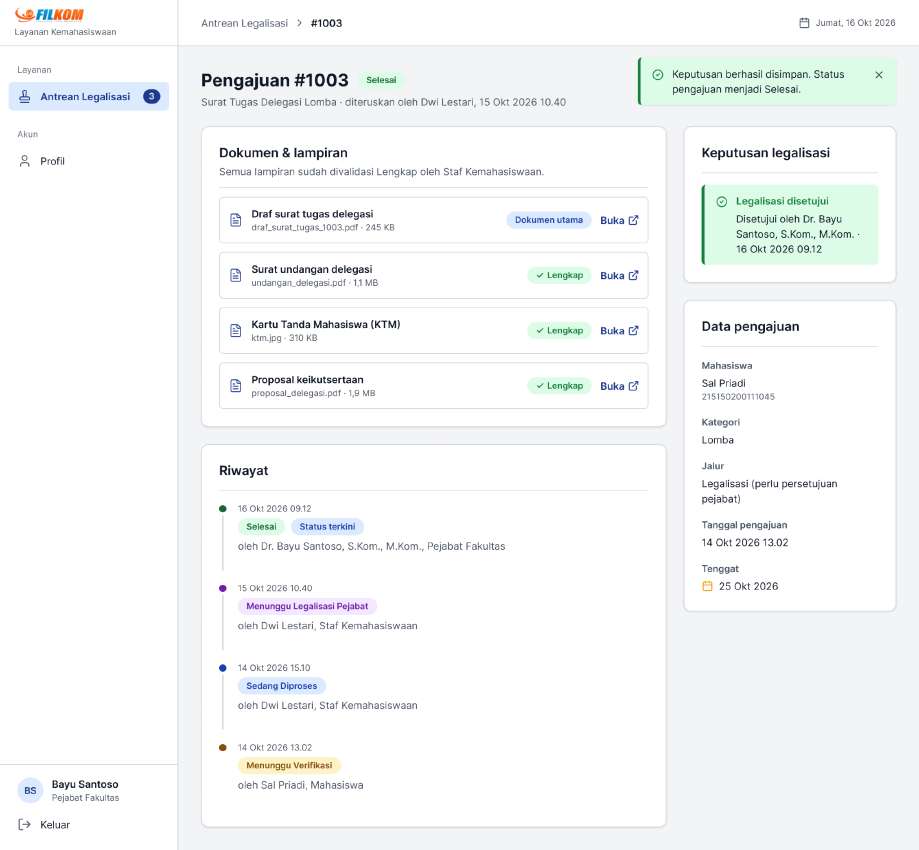 FILKOM
Layanan Kemahasiswaan
Layanan
Antrean Legalisasi 3
Akun
Profil
Bayu Santoso
BS
Pejabat Fakultas
Keluar
Antrean Legalisasi > #1003
Jumat, 16 Okt 2026
Pengajuan #1003 Selesai
Surat Tugas Delegasi Lomba · diteruskan oleh Dwi Lestari, 15 Okt 2026 10.40
Keputusan berhasil disimpan. Status
pengajuan menjadi Selesai.
Dokumen & lampiran
Semua lampiran sudah divalidasi Lengkap oleh Staf Kemahasiswaan.
Draf surat tugas delegasi
draf_surat_tugas_1003.pdf · 245 KB
Dokumen utama Buka
Surat undangan delegasi
undangan_delegasi.pdf · 1,1 MB
Lengkap Buka
Kartu Tanda Mahasiswa (KTM)
ktm.jpg · 310 KB
Lengkap Buka
Proposal keikutsertaan
proposal_delegasi.pdf · 1,9 MB
Lengkap Buka
Riwayat
16 Okt 2026 09.12
Selesai Status terkini
oleh Dr. Bayu Santoso, S.Kom., M.Kom., Pejabat Fakultas
15 Okt 2026 10.40
Menunggu Legalisasi Pejabat
oleh Dwi Lestari, Staf Kemahasiswaan
14 Okt 2026 15.10
Sedang Diproses
oleh Dwi Lestari, Staf Kemahasiswaan
14 Okt 2026 13.02
Menunggu Verifikasi
oleh Sal Priadi, Mahasiswa
Keputusan legalisasi
Legalisasi disetujui
Disetujui oleh Dr. Bayu
Santoso, S.Kom., M.Kom. ·
16 Okt 2026 09.12
Data pengajuan
Mahasiswa
Sal Priadi
215150200111045
Kategori
Lomba
Jalur
Legalisasi (perlu persetujuan
pejabat)
Tanggal pengajuan
14 Okt 2026 13.02
Tenggat
25 Okt 2026